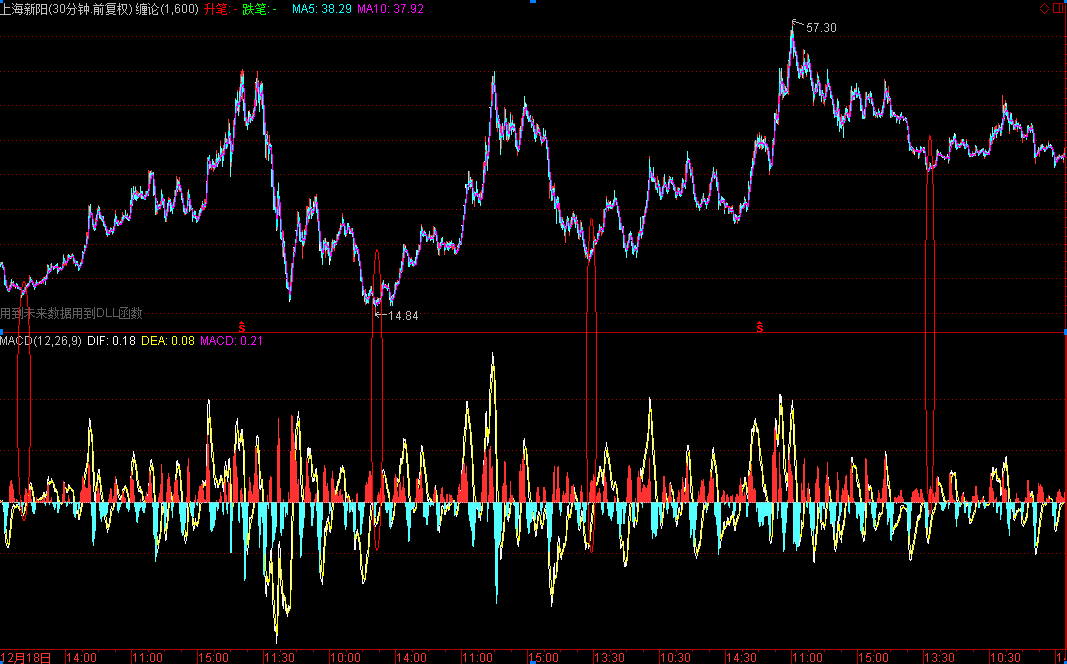 上海新阳(30分钟.前复权) 缠论(1,600) 升笔: - 跌笔: - MA5: 38.29 MA10: 37.92
57.30
14.84
用到未来数据用到DLL函数
S S
MACD(12,26,9) DIF: 0.18 DEA: 0.08 MACD: 0.21
12月18日 14:00 11:00 15:00 11:30 10:00 14:00 11:00 15:00 13:30 10:30 14:30 11:00 15:00 13:30 10:30